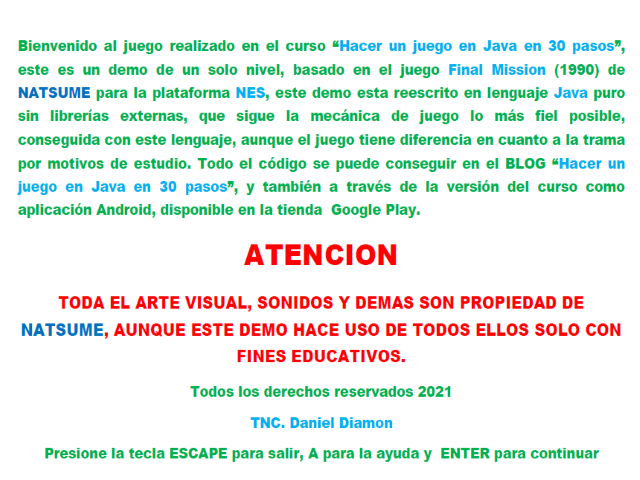 Bienvenido al juego realizado en el curso “Hacer un juego en Java en 30 pasos”,
este es un demo de un solo nivel, basado en el juego Final Mission (1990) de
NATSUME para la plataforma NES, este demo esta reescrito en lenguaje Java puro
sin librerías externas, que sigue la mecánica de juego lo más fiel posible,
conseguida con este lenguaje, aunque el juego tiene diferencia en cuanto a la trama
por motivos de estudio. Todo el código se puede conseguir en el BLOG “Hacer un
juego en Java en 30 pasos”, y también a través de la versión del curso como
aplicación Android, disponible en la tienda Google Play.
ATENCION
TODA EL ARTE VISUAL, SONIDOS Y DEMAS SON PROPIEDAD DE
NATSUME, AUNQUE ESTE DEMO HACE USO DE TODOS ELLOS SOLO CON
FINES EDUCATIVOS.
Todos los derechos reservados 2021
TNC. Daniel Diamon
Presione la tecla ESCAPE para salir, A para la ayuda y ENTER para continuar